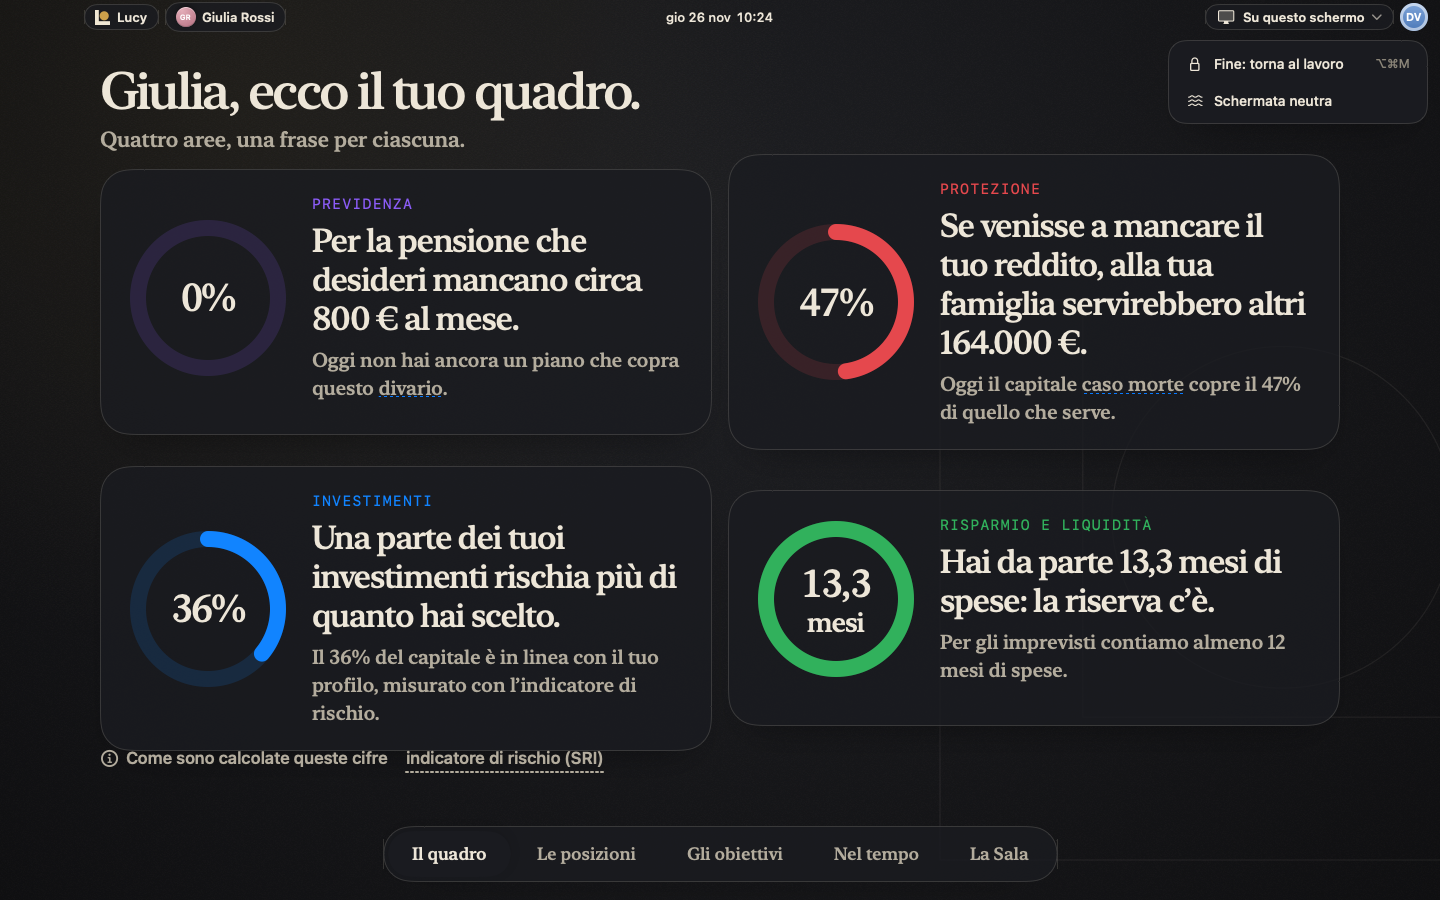 Lucy
GR Giulia Rossi
gio 26 nov 10:24
Su questo schermo
DV
Fine: torna al lavoro ⌥⌘M
Schermata neutra
Giulia, ecco il tuo quadro.
Quattro aree, una frase per ciascuna.
PREVIDENZA
0%
Per la pensione che
desideri mancano circa
800 € al mese.
Oggi non hai ancora un piano che copra
questo divario.
PROTEZIONE
47%
Se venisse a mancare il
tuo reddito, alla tua
famiglia servirebbero altri
164.000 €.
Oggi il capitale caso morte copre il 47%
di quello che serve.
INVESTIMENTI
36%
Una parte dei tuoi
investimenti rischia più di
quanto hai scelto.
Il 36% del capitale è in linea con il tuo
profilo, misurato con l’indicatore di
rischio.
RISPARMIO E LIQUIDITÀ
13,3
mesi
Hai da parte 13,3 mesi di
spese: la riserva c’è.
Per gli imprevisti contiamo almeno 12
mesi di spese.
Come sono calcolate queste cifre indicatore di rischio (SRI)
Il quadro Le posizioni Gli obiettivi Nel tempo La Sala